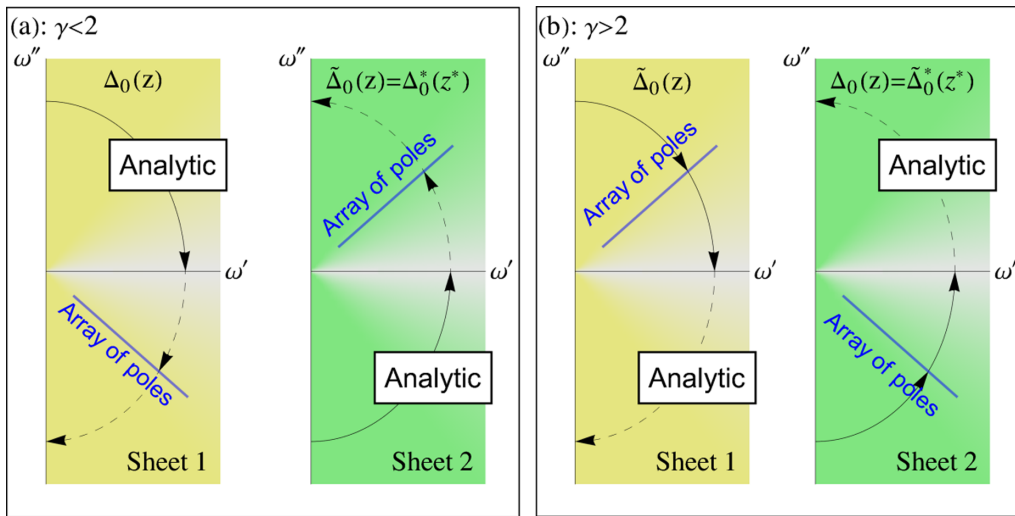 (a): γ<2
ω''
Δ₀(z)
Analytic
ω'
Array of poles
Sheet 1
ω''
Δ̃₀(z)=Δ₀*(z*)
Array of poles
ω'
Analytic
Sheet 2
(b): γ>2
ω''
Δ̃₀(z)
Array of poles
ω'
Analytic
Sheet 1
ω''
Δ₀(z)=Δ̃₀*(z*)
Analytic
ω'
Array of poles
Sheet 2